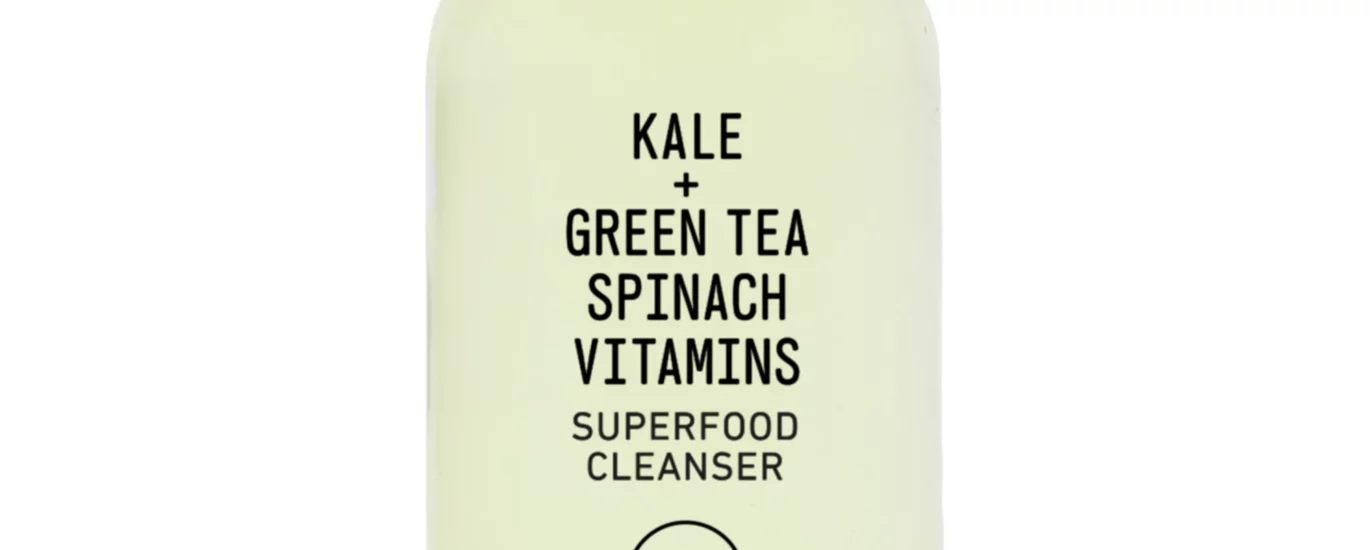 KALE
+
GREEN TEA
SPINACH
VITAMINS
SUPERFOOD
CLEANSER